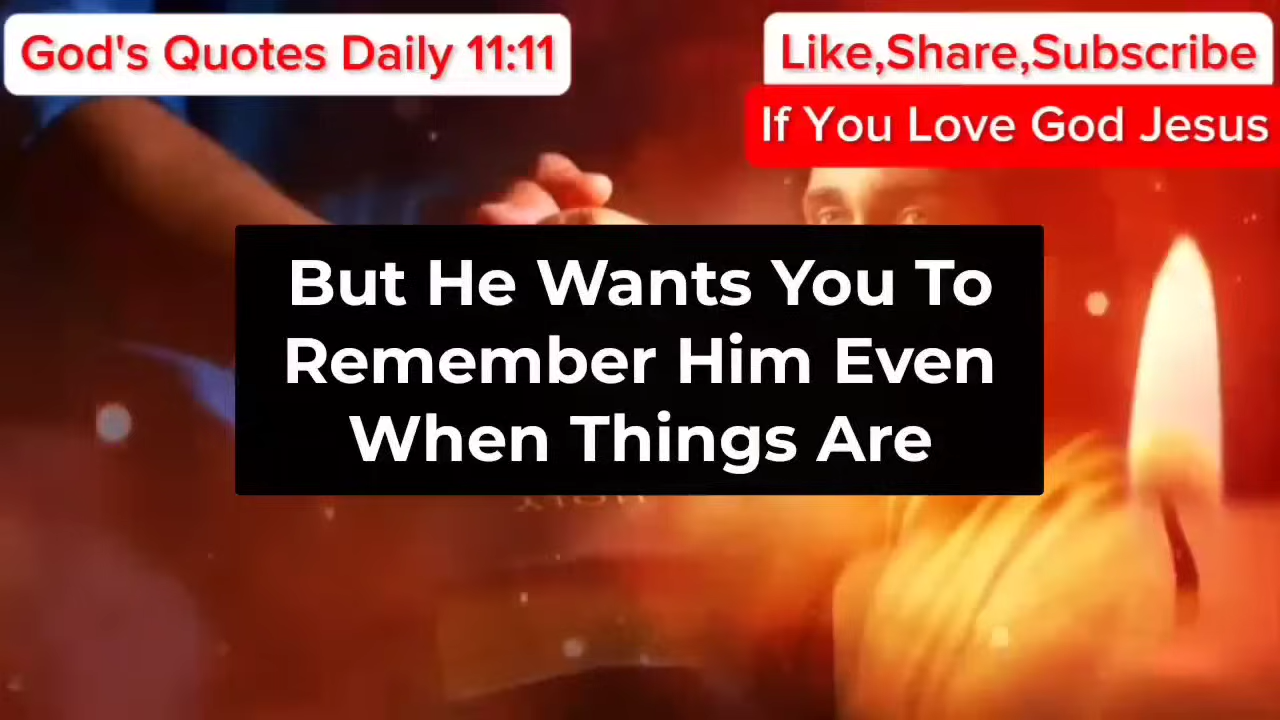 God's Quotes Daily 11:11
Like,Share,Subscribe
If You Love God Jesus
But He Wants You To
Remember Him Even
When Things Are